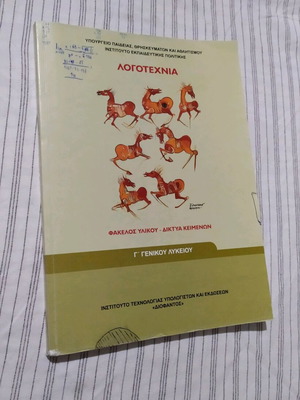 ΥΠΟΥΡΓΕΙΟ ΠΑΙΔΕΙΑΣ, ΘΡΗΣΚΕΥΜΑΤΩΝ ΚΑΙ ΑΘΛΗΤΙΣΜΟΥ
ΙΝΣΤΙΤΟΥΤΟ ΕΚΠΑΙΔΕΥΤΙΚΗΣ ΠΟΛΙΤΙΚΗΣ
ΛΟΓΟΤΕΧΝΙΑ
ΦΑΚΕΛΟΣ ΥΛΙΚΟΥ - ΔΙΚΤΥΑ ΚΕΙΜΕΝΩΝ
Γ΄ ΓΕΝΙΚΟΥ ΛΥΚΕΙΟΥ
ΙΝΣΤΙΤΟΥΤΟ ΤΕΧΝΟΛΟΓΙΑΣ ΥΠΟΛΟΓΙΣΤΩΝ ΚΑΙ ΕΚΔΟΣΕΩΝ
«ΔΙΟΦΑΝΤΟΣ»